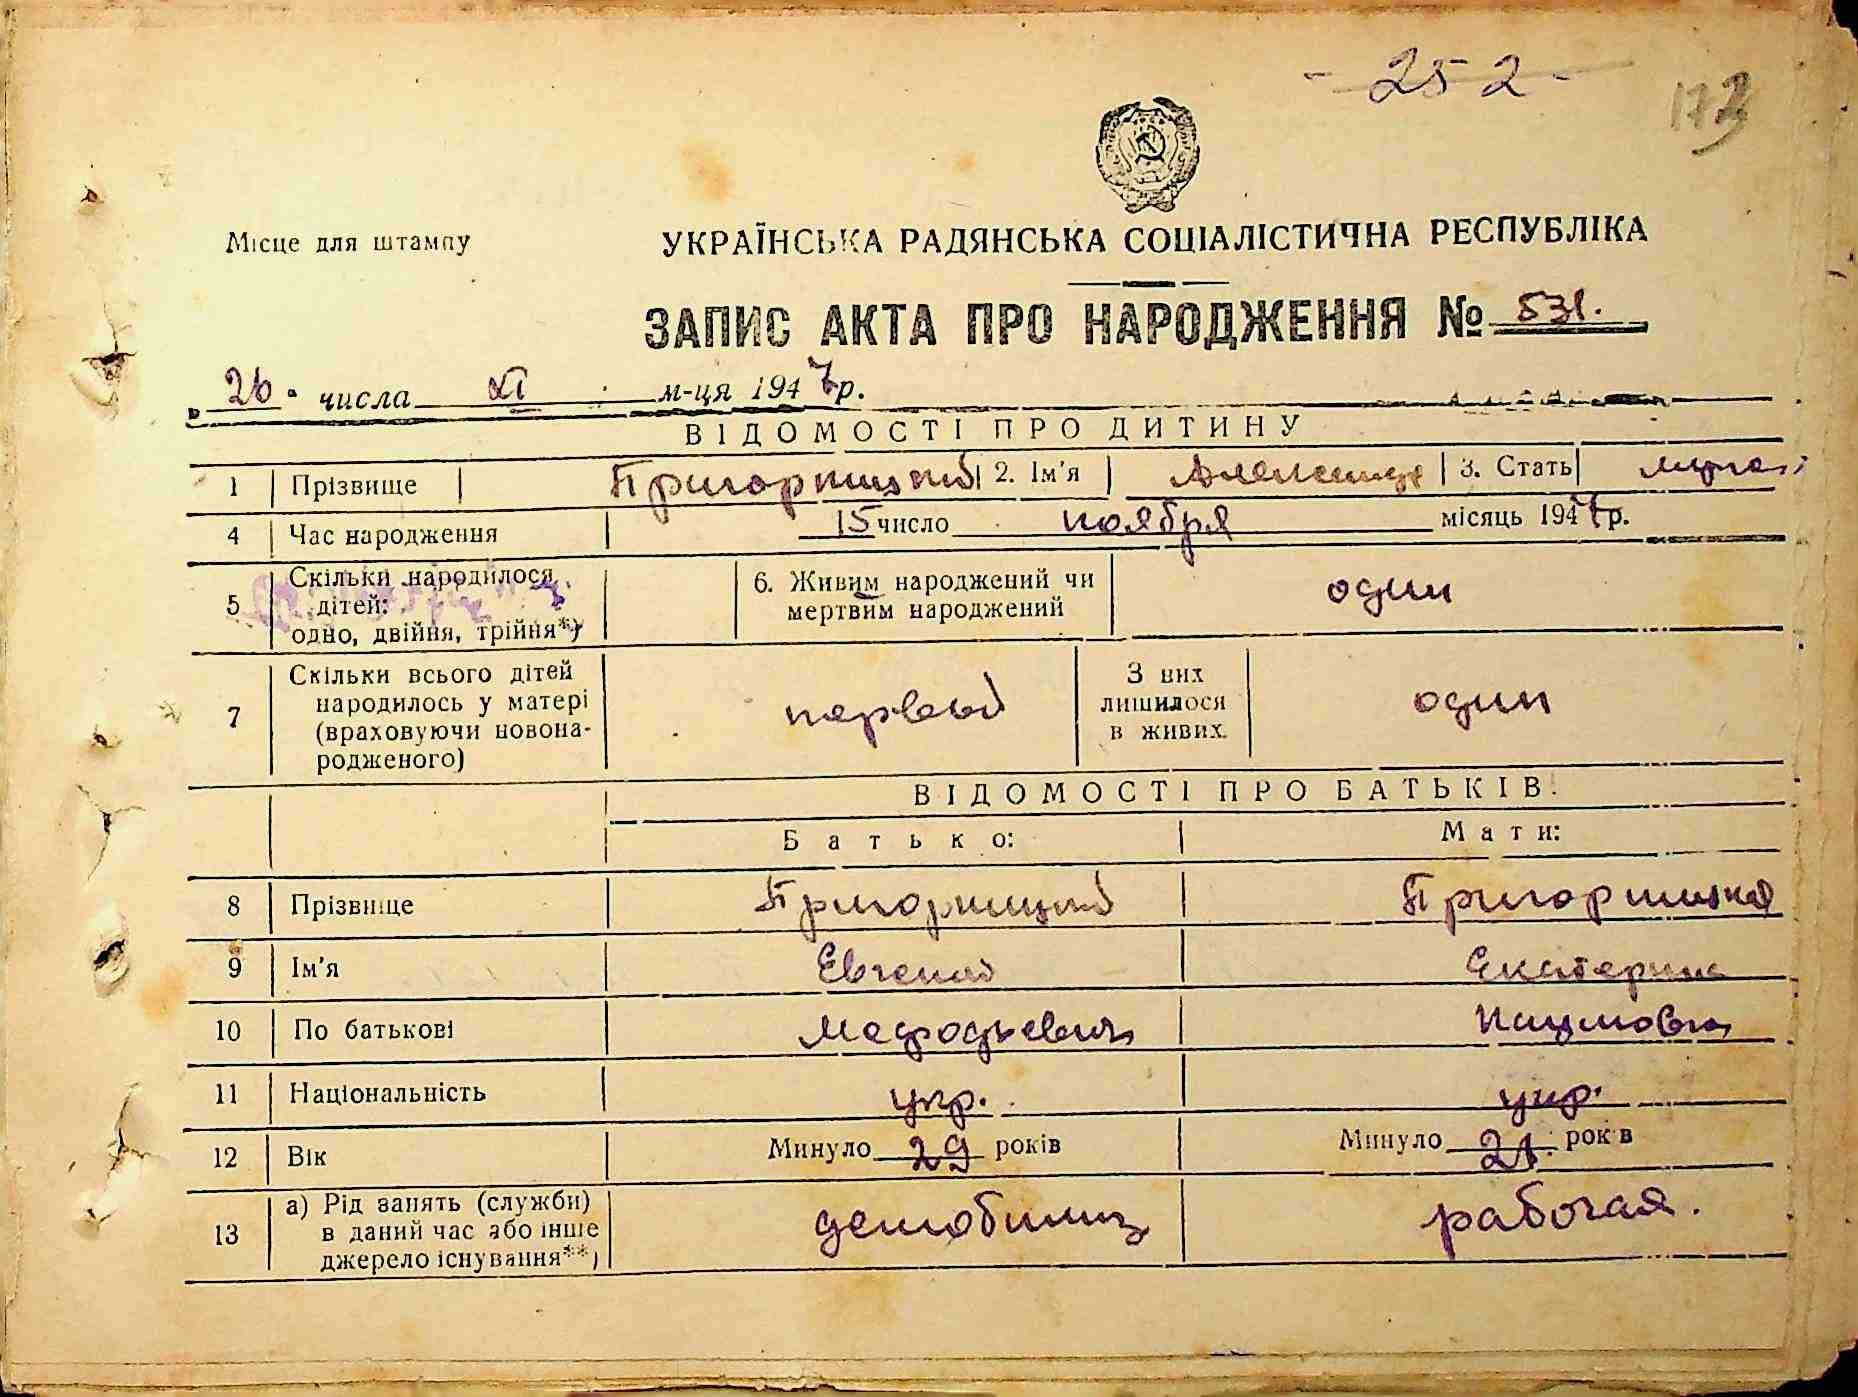 - 252 -
173
Місце для штампу
УКРАЇНСЬКА РАДЯНСЬКА СОЦІАЛІСТИЧНА РЕСПУБЛІКА
ЗАПИС АКТА ПРО НАРОДЖЕННЯ № 531.
26 числа XI м-ця 1947 р.
ВІДОМОСТІ ПРО ДИТИНУ
1 Прізвище Пригорницкий 2. Ім'я 3. Стать
4 Час народження 15 число ноября місяць 1947 р.
5 Скільки народилося дітей: одно, двійня, трійня*) 6. Живим народжений чи мертвим народжений один
7 Скільки всього дітей народилось у матері (враховуючи новонародженого) первый З них лишилося в живих один
ВІДОМОСТІ ПРО БАТЬКІВ:
Батько: Мати:
8 Прізвище Пригорницкий Пригорницкая
9 Ім'я Евгений Екатерина
10 По батькові Мефодьевич Наумовна
11 Національність укр. укр.
12 Вік Минуло 29 років Минуло 21 років
13 а) Рід занять (служби) в даний час або інше джерело існування**) демобилиз рабочая.